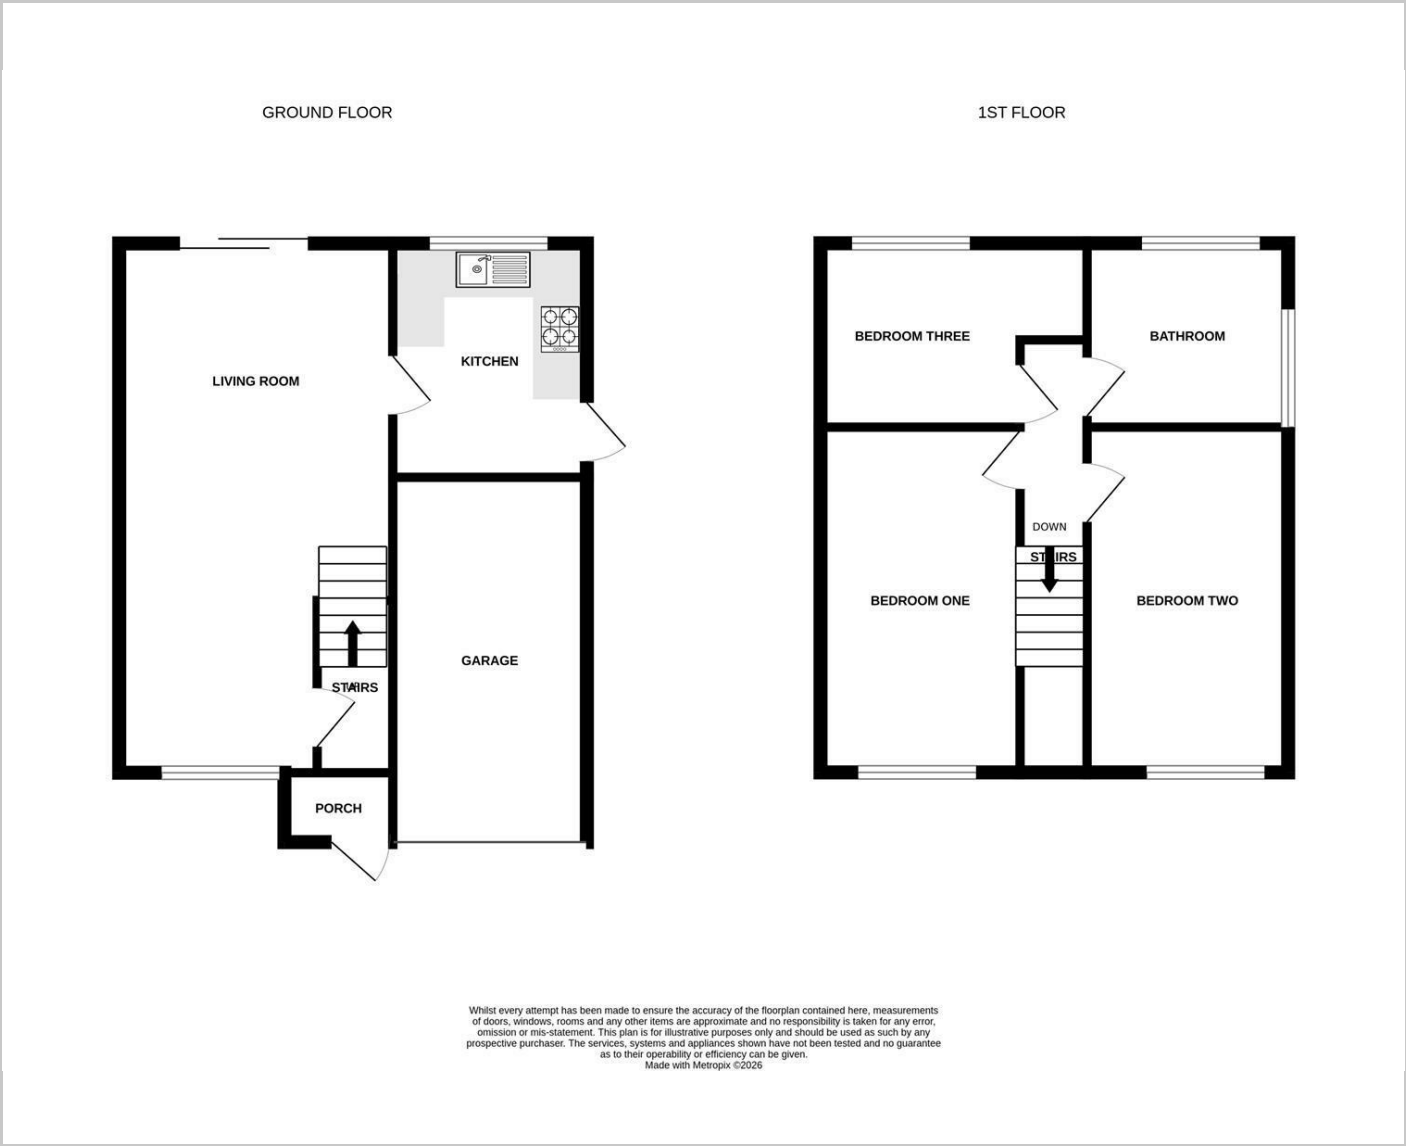 GROUND FLOOR
1ST FLOOR
LIVING ROOM
KITCHEN
GARAGE
STAIRS
PORCH
BEDROOM THREE
BATHROOM
DOWN
STAIRS
BEDROOM ONE
BEDROOM TWO
Whilst every attempt has been made to ensure the accuracy of the floorplan contained here, measurements
of doors, windows, rooms and any other items are approximate and no responsibility is taken for any error,
omission or mis-statement. This plan is for illustrative purposes only and should be used as such by any
prospective purchaser. The services, systems and appliances shown have not been tested and no guarantee
as to their operability or efficiency can be given.
Made with Metropix ©2026